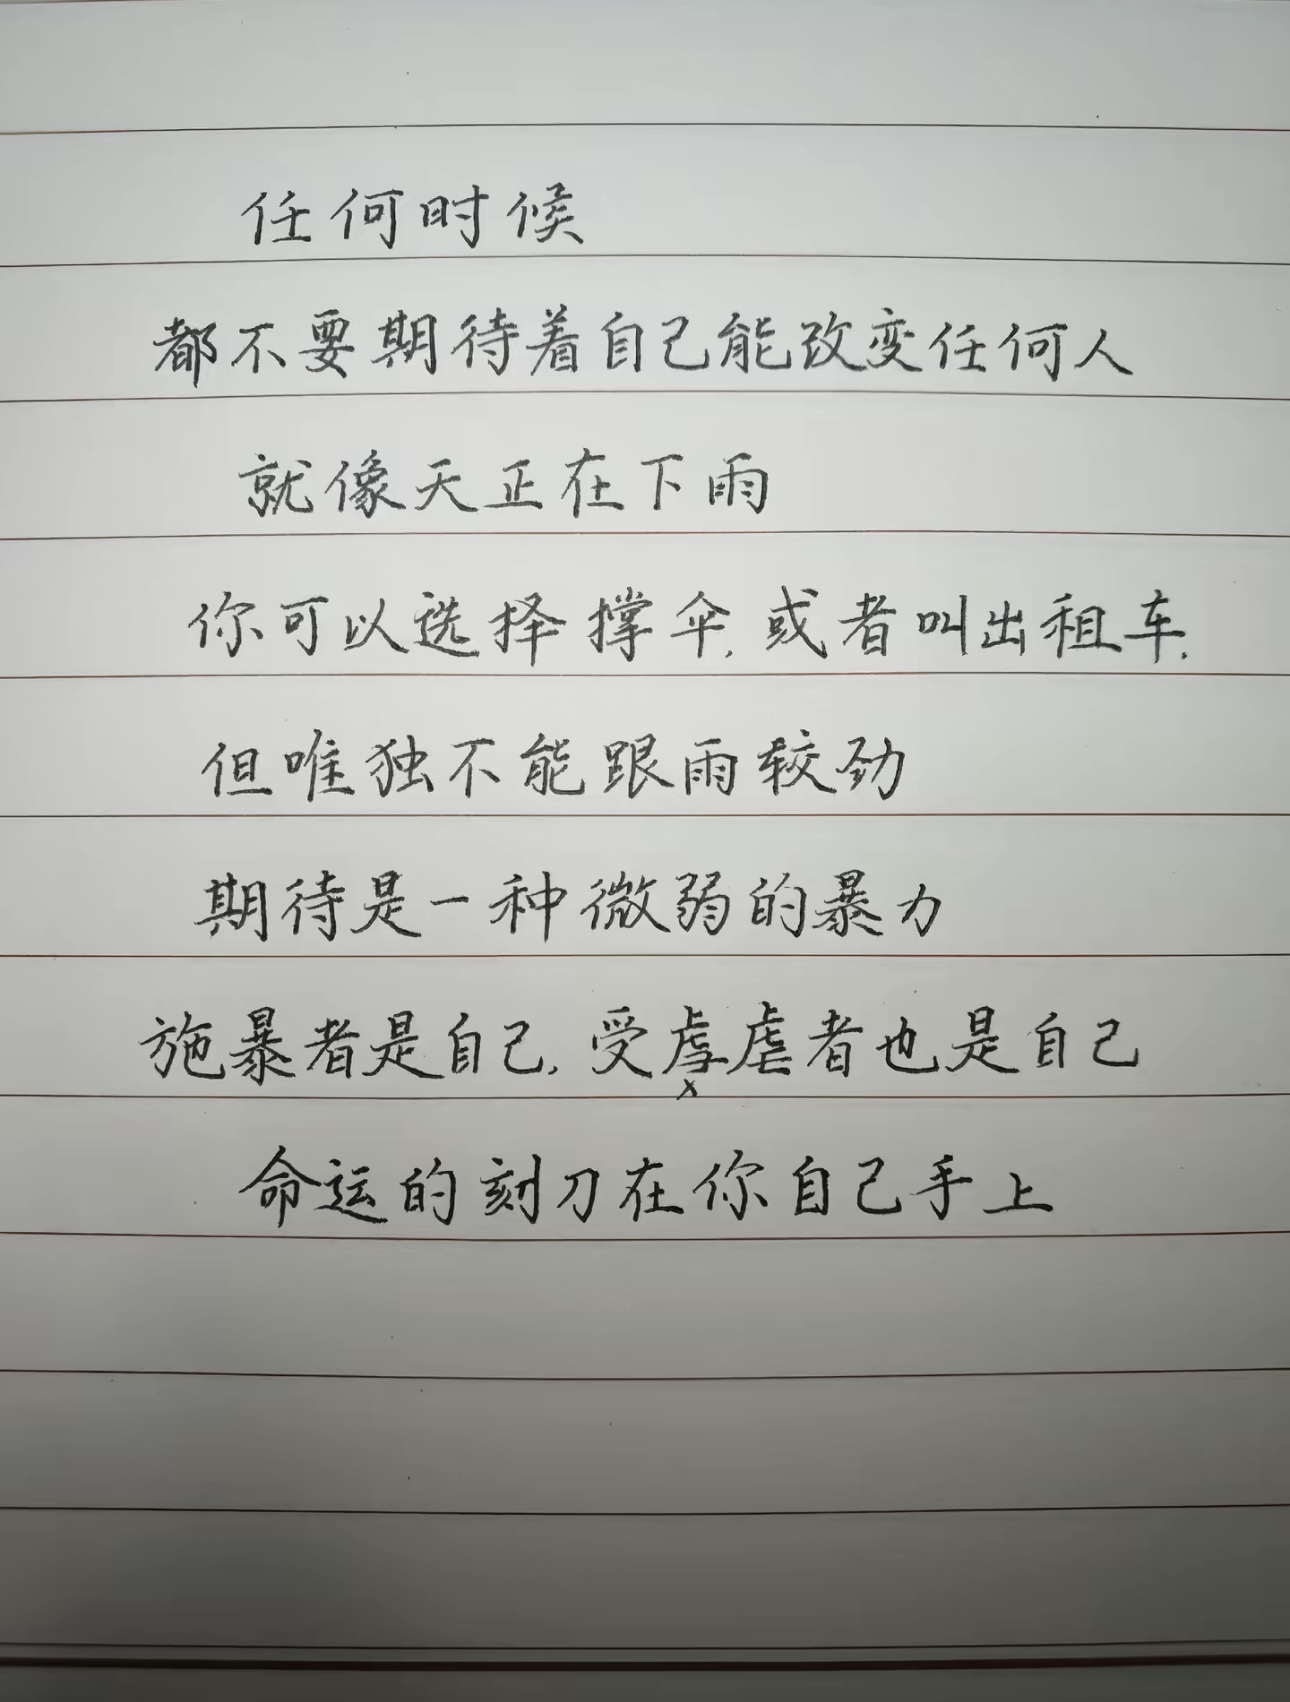 任何时候
都不要期待着自己能改变任何人
就像天正在下雨
你可以选择撑伞,或者叫出租车.
但唯独不能跟雨较劲
期待是一种微弱的暴力
施暴者是自己,受虐者也是自己
命运的刻刀在你自己手上